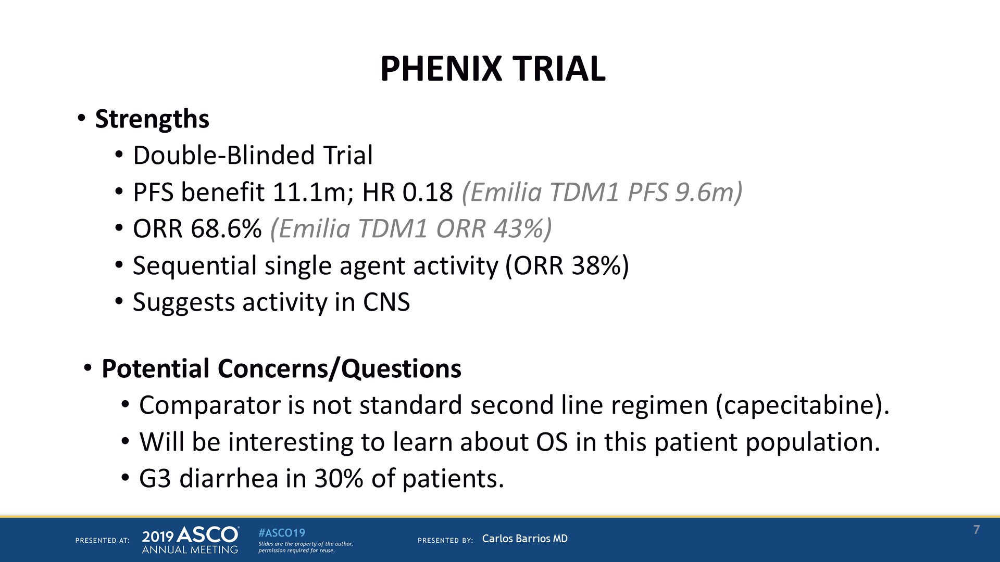 PHENIX TRIAL
• Strengths
• Double-Blinded Trial
• PFS benefit 11.1m; HR 0.18 (Emilia TDM1 PFS 9.6m)
• ORR 68.6% (Emilia TDM1 ORR 43%)
• Sequential single agent activity (ORR 38%)
• Suggests activity in CNS
• Potential Concerns/Questions
• Comparator is not standard second line regimen (capecitabine).
• Will be interesting to learn about OS in this patient population.
• G3 diarrhea in 30% of patients.
PRESENTED AT:
2019 ASCO®
ANNUAL MEETING
#ASCO19
Slides are the property of the author,
permission required for reuse.
PRESENTED BY: Carlos Barrios MD
7